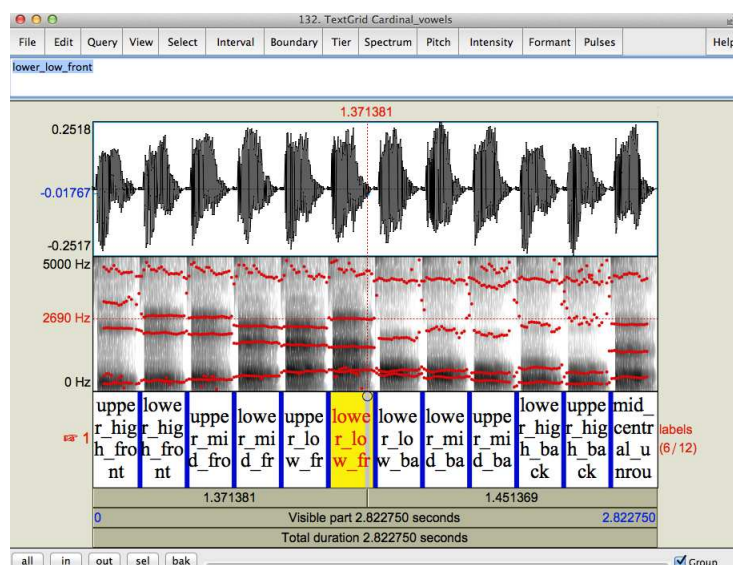 132. TextGrid Cardinal_vowels
File Edit Query View Select Interval Boundary Tier Spectrum Pitch Intensity Formant Pulses Help
lower_low_front
1.371381
0.2518
-0.01767
-0.2517
5000 Hz
2690 Hz
0 Hz
uppe lowe uppe lowe uppe lowe lowe lowe uppe lowe uppe mid_
r_hig r_hig r_mi r_mi r_lo r_lo r_lo r_mi r_mi r_hig r_hig centr
h_fro h_fro d_fro d_fr w_fr w_fr w_ba d_ba d_ba h_ba h_ba al_u
nt nt ck ck nrou
1
labels
(6/12)
1.371381 1.451369
0 Visible part 2.822750 seconds 2.822750
Total duration 2.822750 seconds
all in out sel bak Group